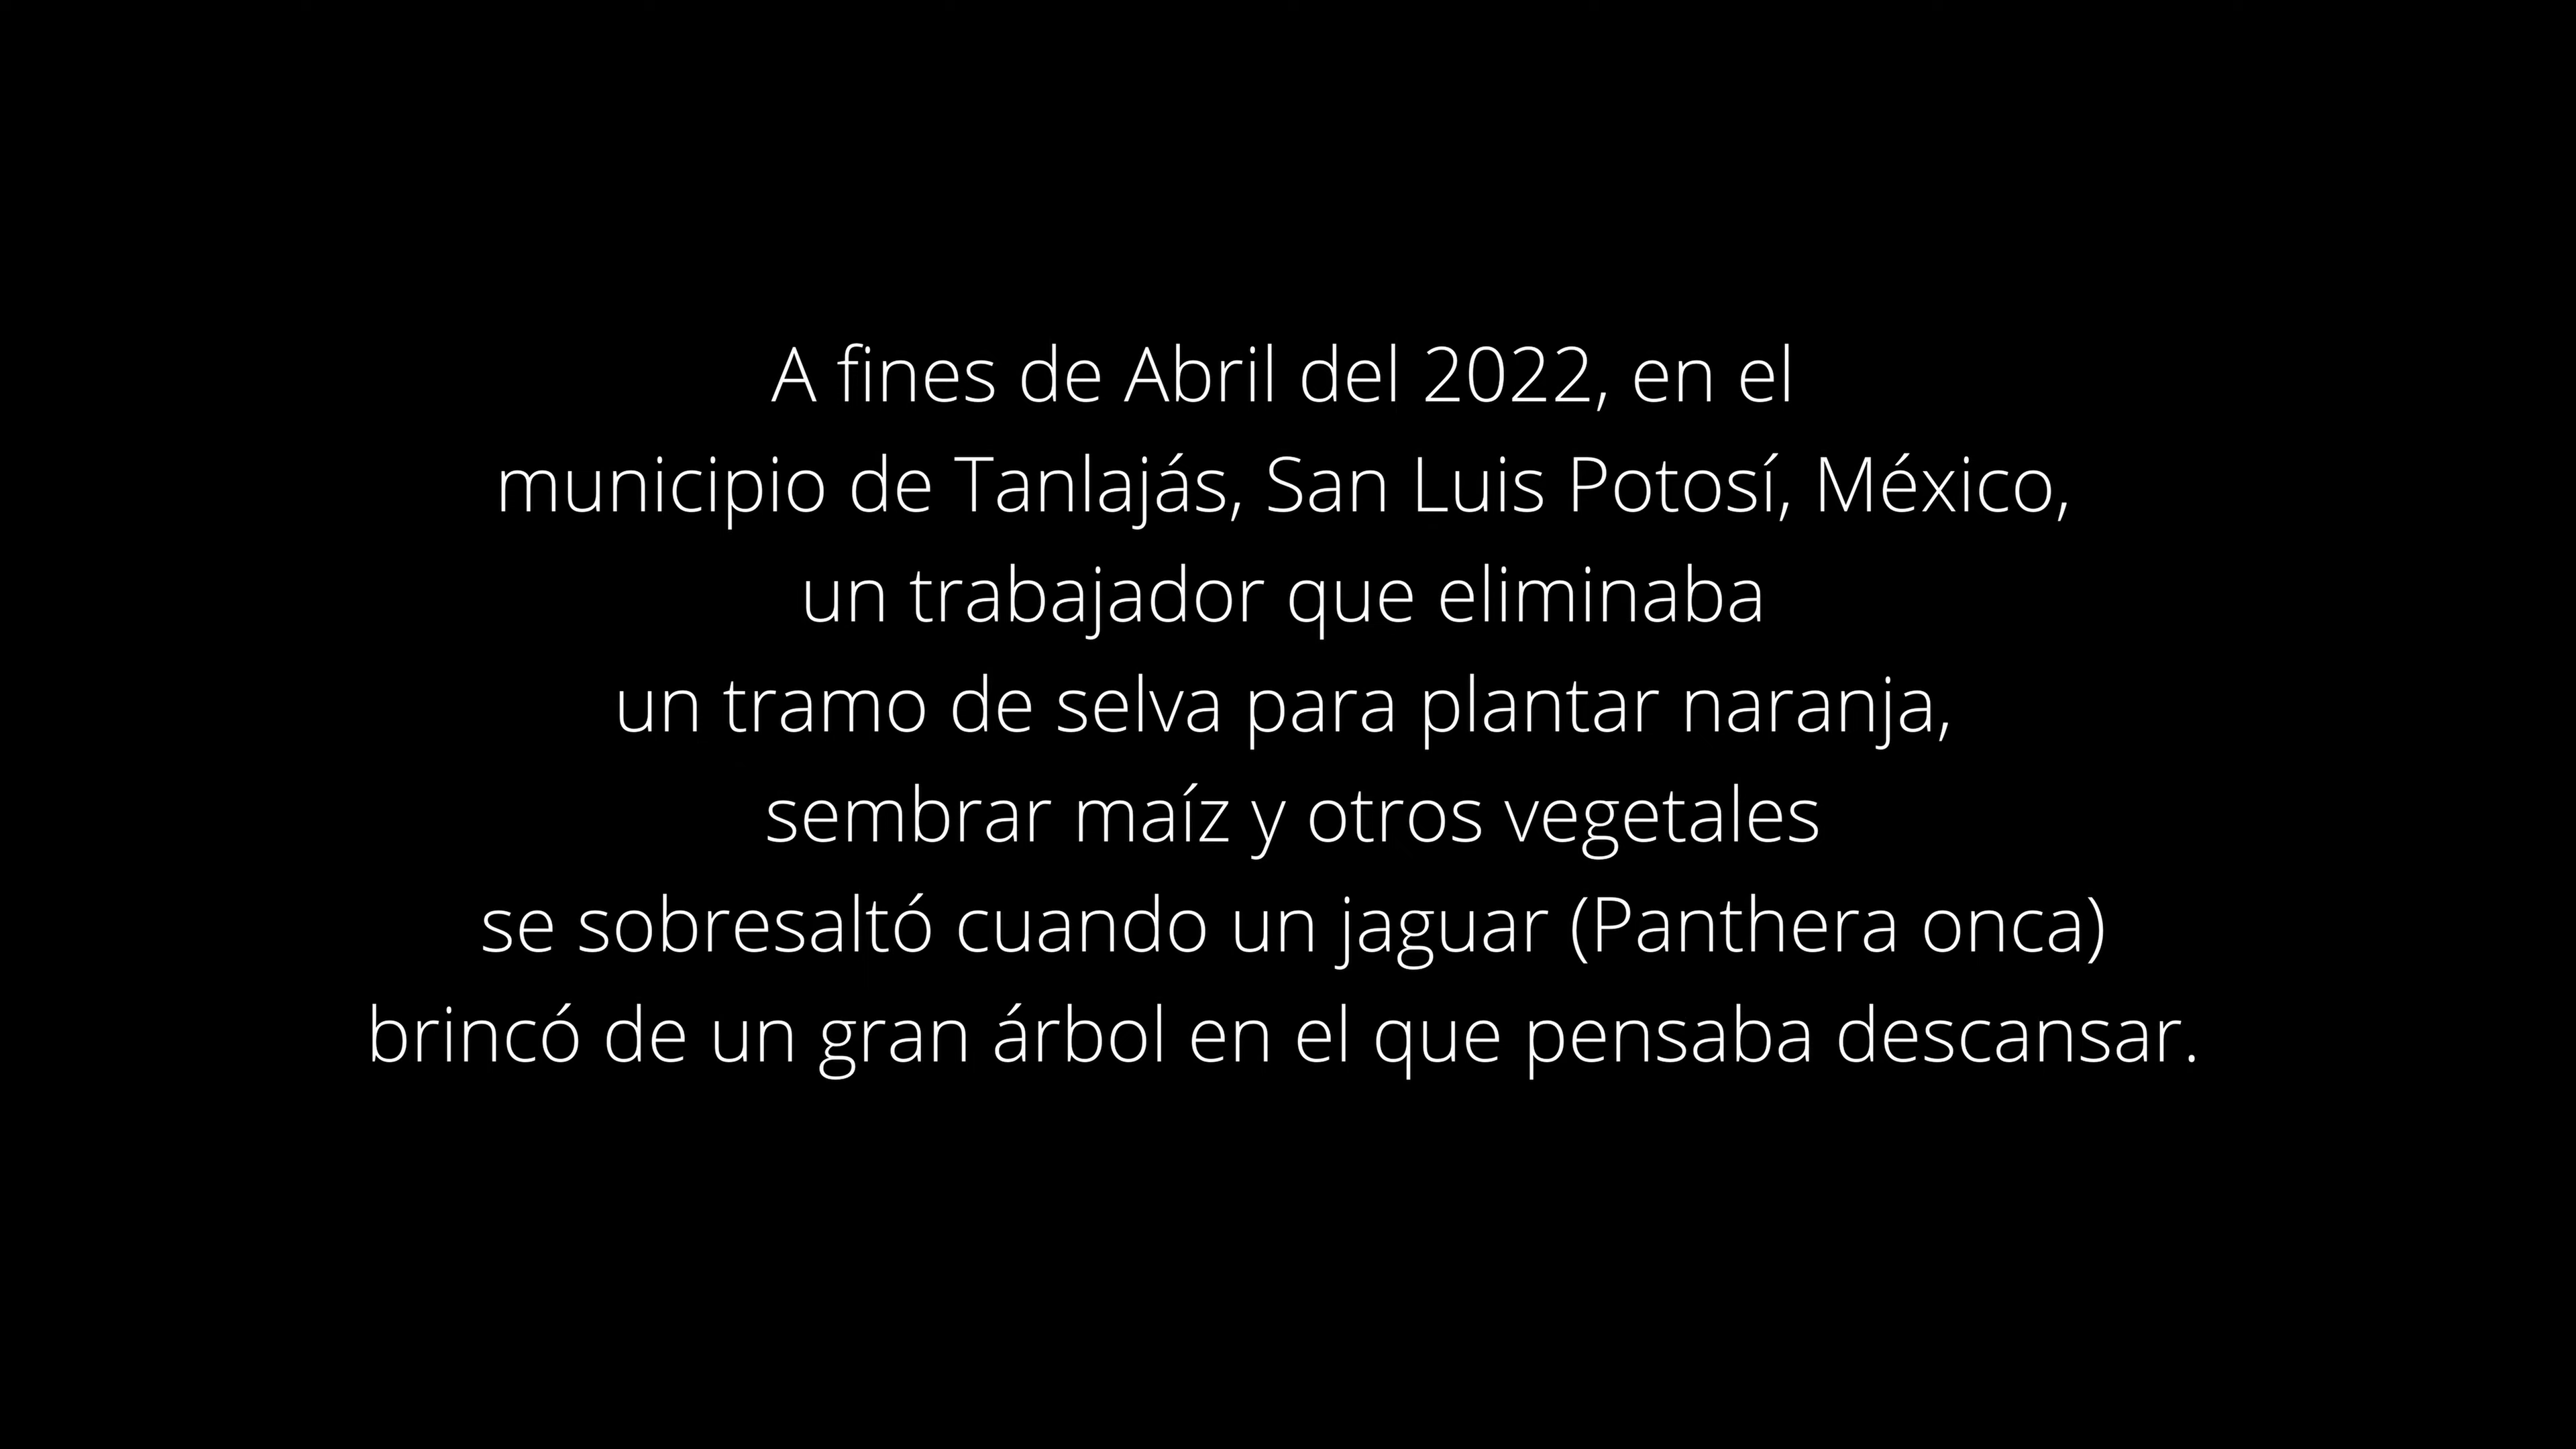 A fines de Abril del 2022, en el
municipio de Tanlajás, San Luis Potosí, México,
un trabajador que eliminaba
un tramo de selva para plantar naranja,
sembrar maíz y otros vegetales
se sobresaltó cuando un jaguar (Panthera onca)
brincó de un gran árbol en el que pensaba descansar.